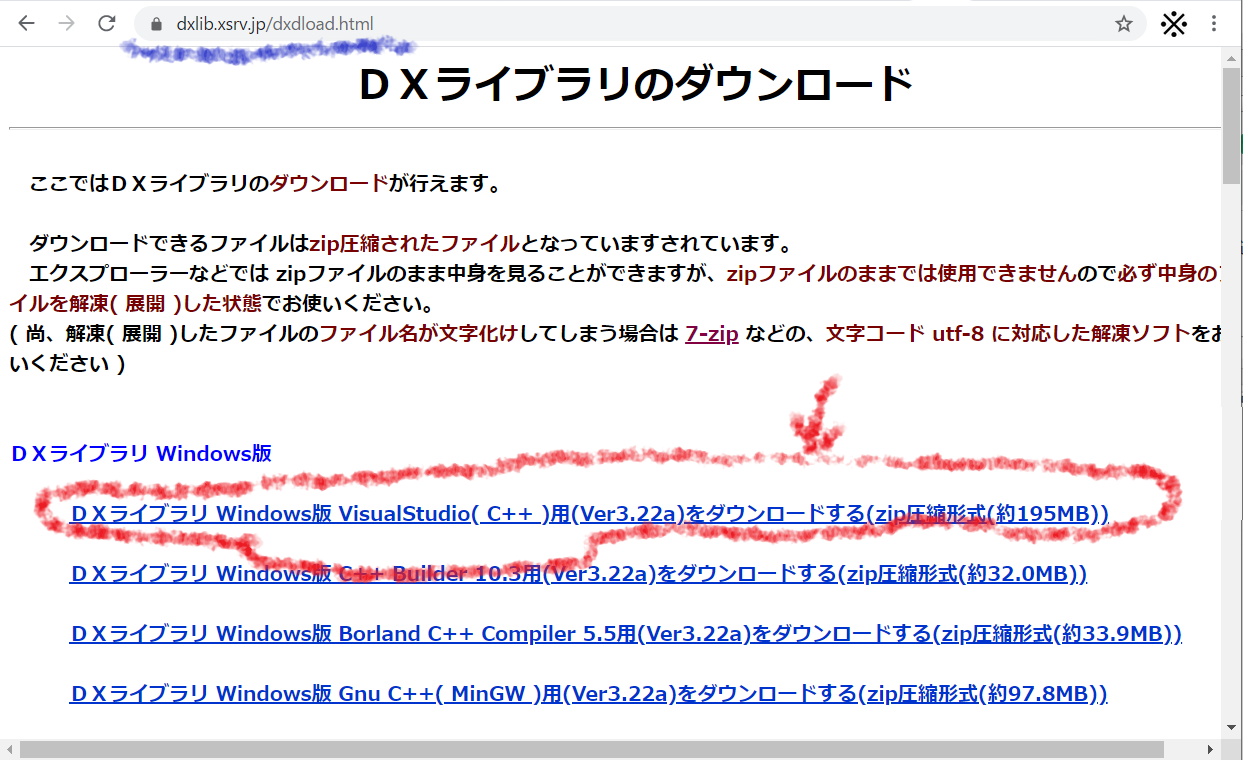 dxlib.xsrv.jp/dxdload.html
ＤＸライブラリのダウンロード
ここではＤＸライブラリのダウンロードが行えます。
ダウンロードできるファイルはzip圧縮されたファイルとなっていますされています。
エクスプローラーなどでは zipファイルのまま中身を見ることができますが、zipファイルのままでは使用できませんので必ず中身の
イルを解凍( 展開 )した状態でお使いください。
( 尚、解凍( 展開 )したファイルのファイル名が文字化けしてしまう場合は 7-zip などの、文字コード utf-8 に対応した解凍ソフトをお
いください )
ＤＸライブラリ Windows版
ＤＸライブラリ Windows版 VisualStudio( C++ )用(Ver3.22a)をダウンロードする(zip圧縮形式(約195MB))
ＤＸライブラリ Windows版 C++ Builder 10.3用(Ver3.22a)をダウンロードする(zip圧縮形式(約32.0MB))
ＤＸライブラリ Windows版 Borland C++ Compiler 5.5用(Ver3.22a)をダウンロードする(zip圧縮形式(約33.9MB))
ＤＸライブラリ Windows版 Gnu C++( MinGW )用(Ver3.22a)をダウンロードする(zip圧縮形式(約97.8MB))